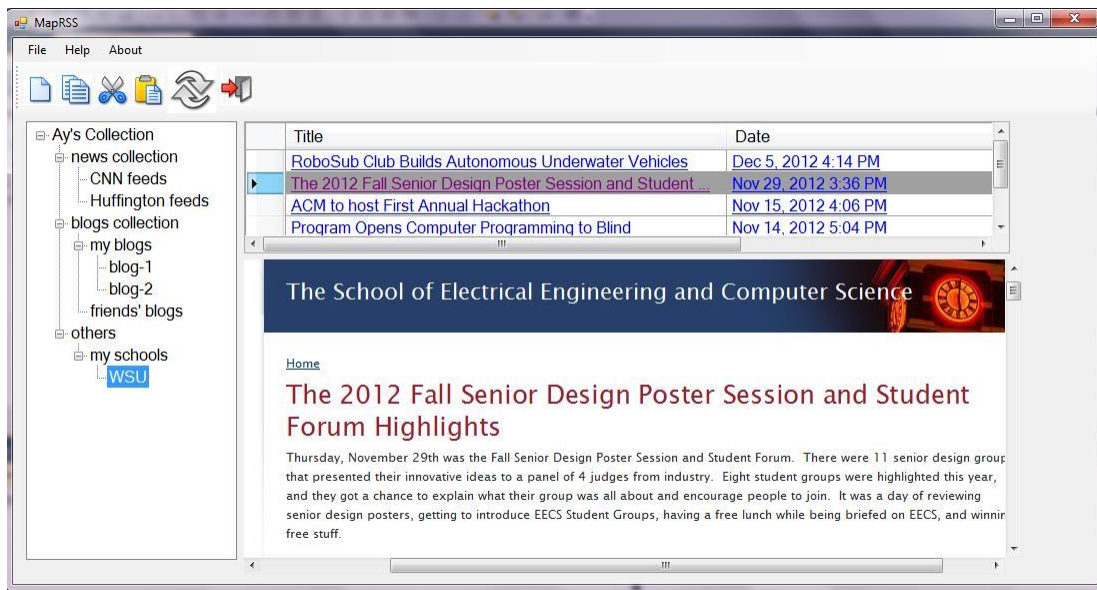 MapRSS
File Help About
Ay's Collection
news collection
CNN feeds
Huffington feeds
blogs collection
my blogs
blog-1
blog-2
friends' blogs
others
my schools
WSU
Title Date
RoboSub Club Builds Autonomous Underwater Vehicles Dec 5, 2012 4:14 PM
The 2012 Fall Senior Design Poster Session and Student ... Nov 29, 2012 3:36 PM
ACM to host First Annual Hackathon Nov 15, 2012 4:06 PM
Program Opens Computer Programming to Blind Nov 14, 2012 5:04 PM
The School of Electrical Engineering and Computer Science
Home
The 2012 Fall Senior Design Poster Session and Student
Forum Highlights
Thursday, November 29th was the Fall Senior Design Poster Session and Student Forum. There were 11 senior design group
that presented their innovative ideas to a panel of 4 judges from industry. Eight student groups were highlighted this year,
and they got a chance to explain what their group was all about and encourage people to join. It was a day of reviewing
senior design posters, getting to introduce EECS Student Groups, having a free lunch while being briefed on EECS, and winnin
free stuff.